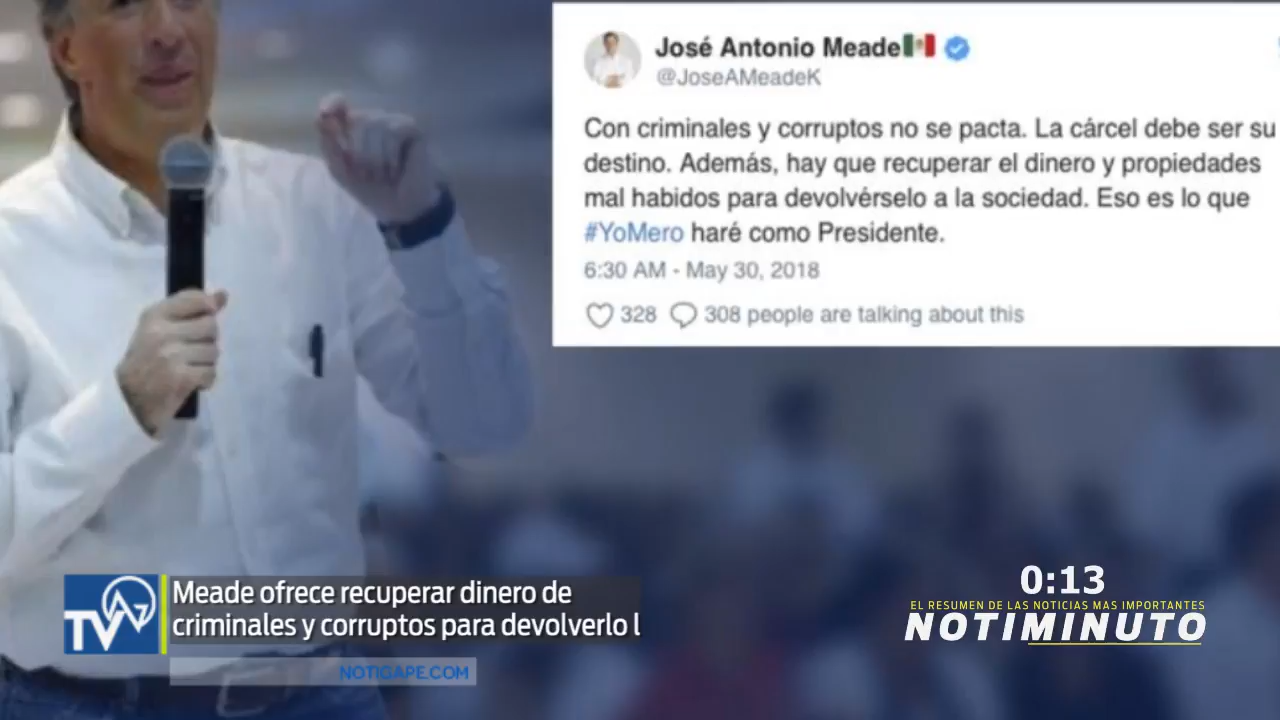 José Antonio Meade
@JoseAMeadeK
Con criminales y corruptos no se pacta. La cárcel debe ser su
destino. Además, hay que recuperar el dinero y propiedades
mal habidos para devolvérselo a la sociedad. Eso es lo que
#YoMero haré como Presidente.
6:30 AM - May 30, 2018
328 308 people are talking about this
0:13
EL RESUMEN DE LAS NOTICIAS MAS IMPORTANTES
NOTIMINUTO
TV
Meade ofrece recuperar dinero de
criminales y corruptos para devolverlo l
NOTIGAPE.COM